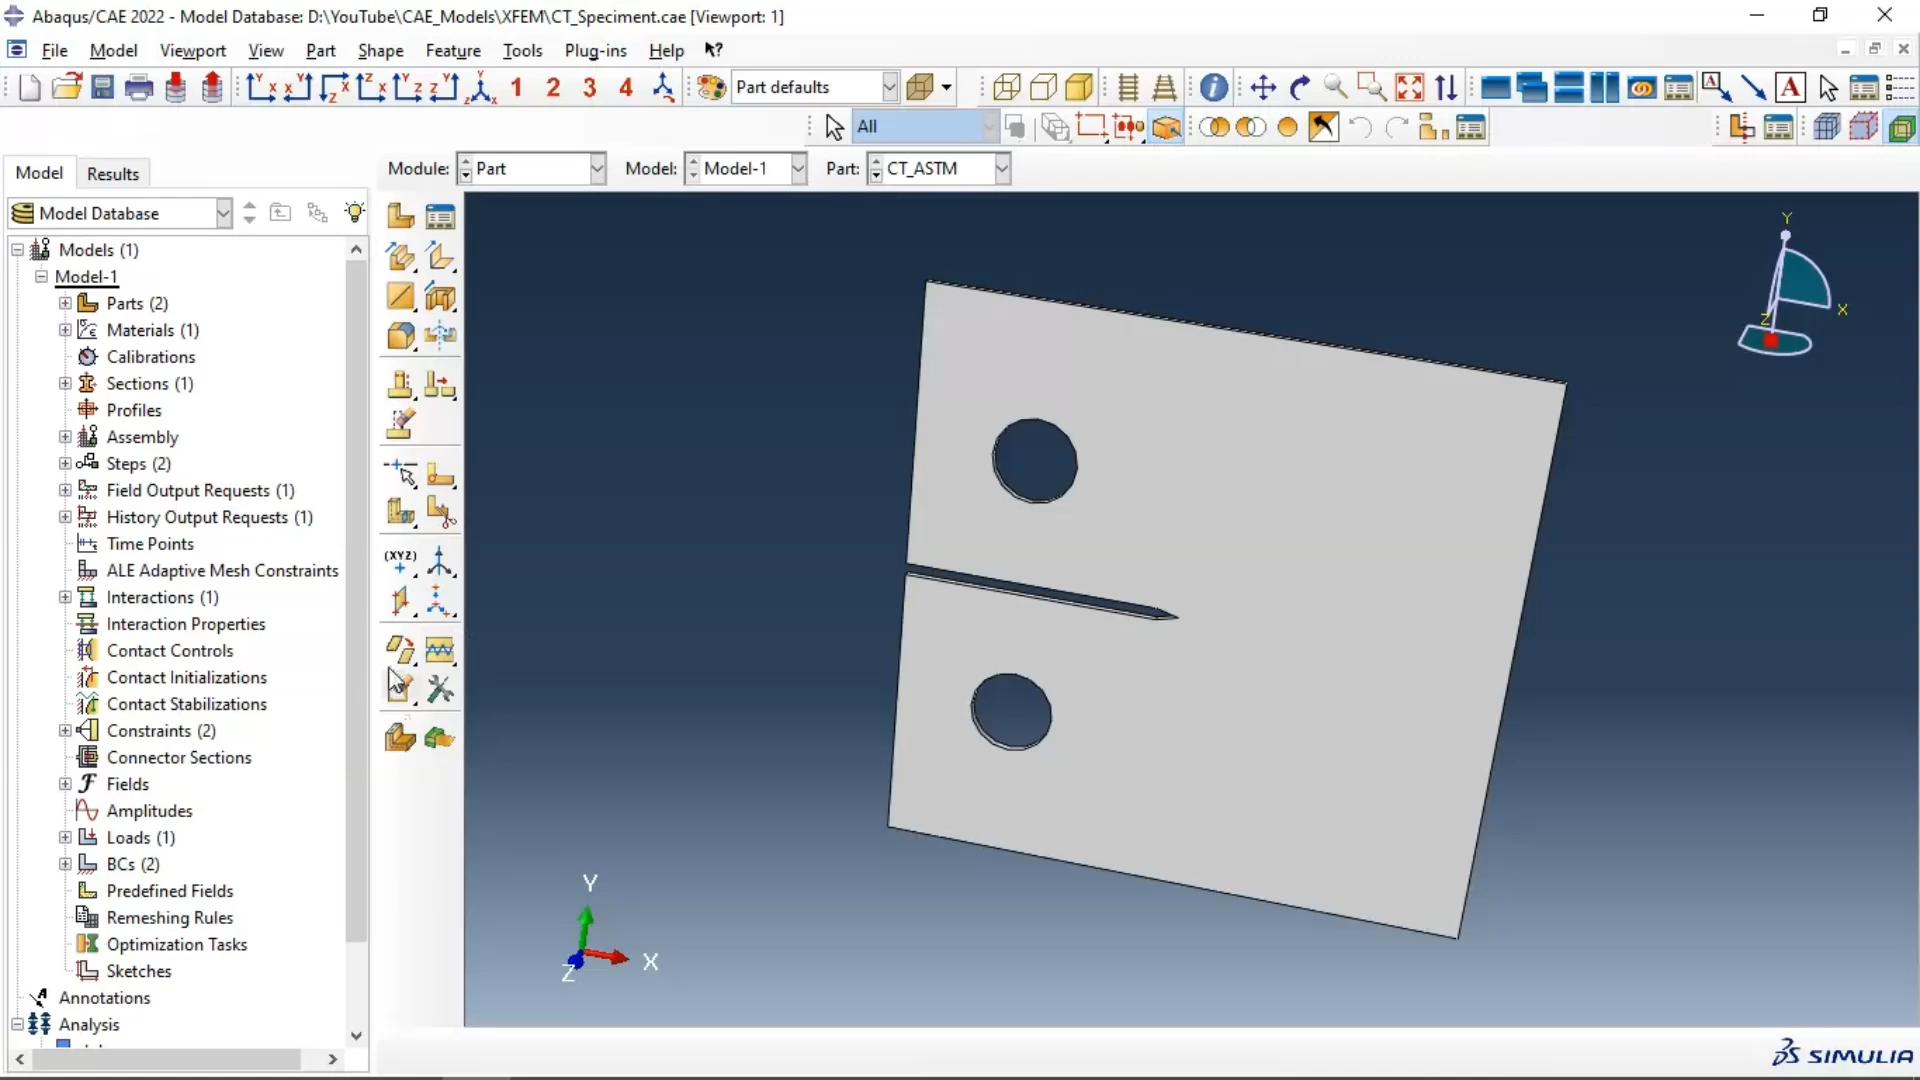 Abaqus/CAE 2022 - Model Database: D:\YouTube\CAE_Models\XFEM\CT_Speciment.cae [Viewport: 1]
File Model Viewport View Part Shape Feature Tools Plug-ins Help ?
1 2 3 4 Part defaults
All
Model Results
Module: Part Model: Model-1 Part: CT_ASTM
Model Database
Models (1)
Model-1
Parts (2)
Materials (1)
Calibrations
Sections (1)
Profiles
Assembly
Steps (2)
Field Output Requests (1)
History Output Requests (1)
Time Points
ALE Adaptive Mesh Constraints
Interactions (1)
Interaction Properties
Contact Controls
Contact Initializations
Contact Stabilizations
Constraints (2)
Connector Sections
Fields
Amplitudes
Loads (1)
BCs (2)
Predefined Fields
Remeshing Rules
Optimization Tasks
Sketches
Annotations
Analysis
(XYZ)
Y
X
Z
Y
X
Z
SIMULIA